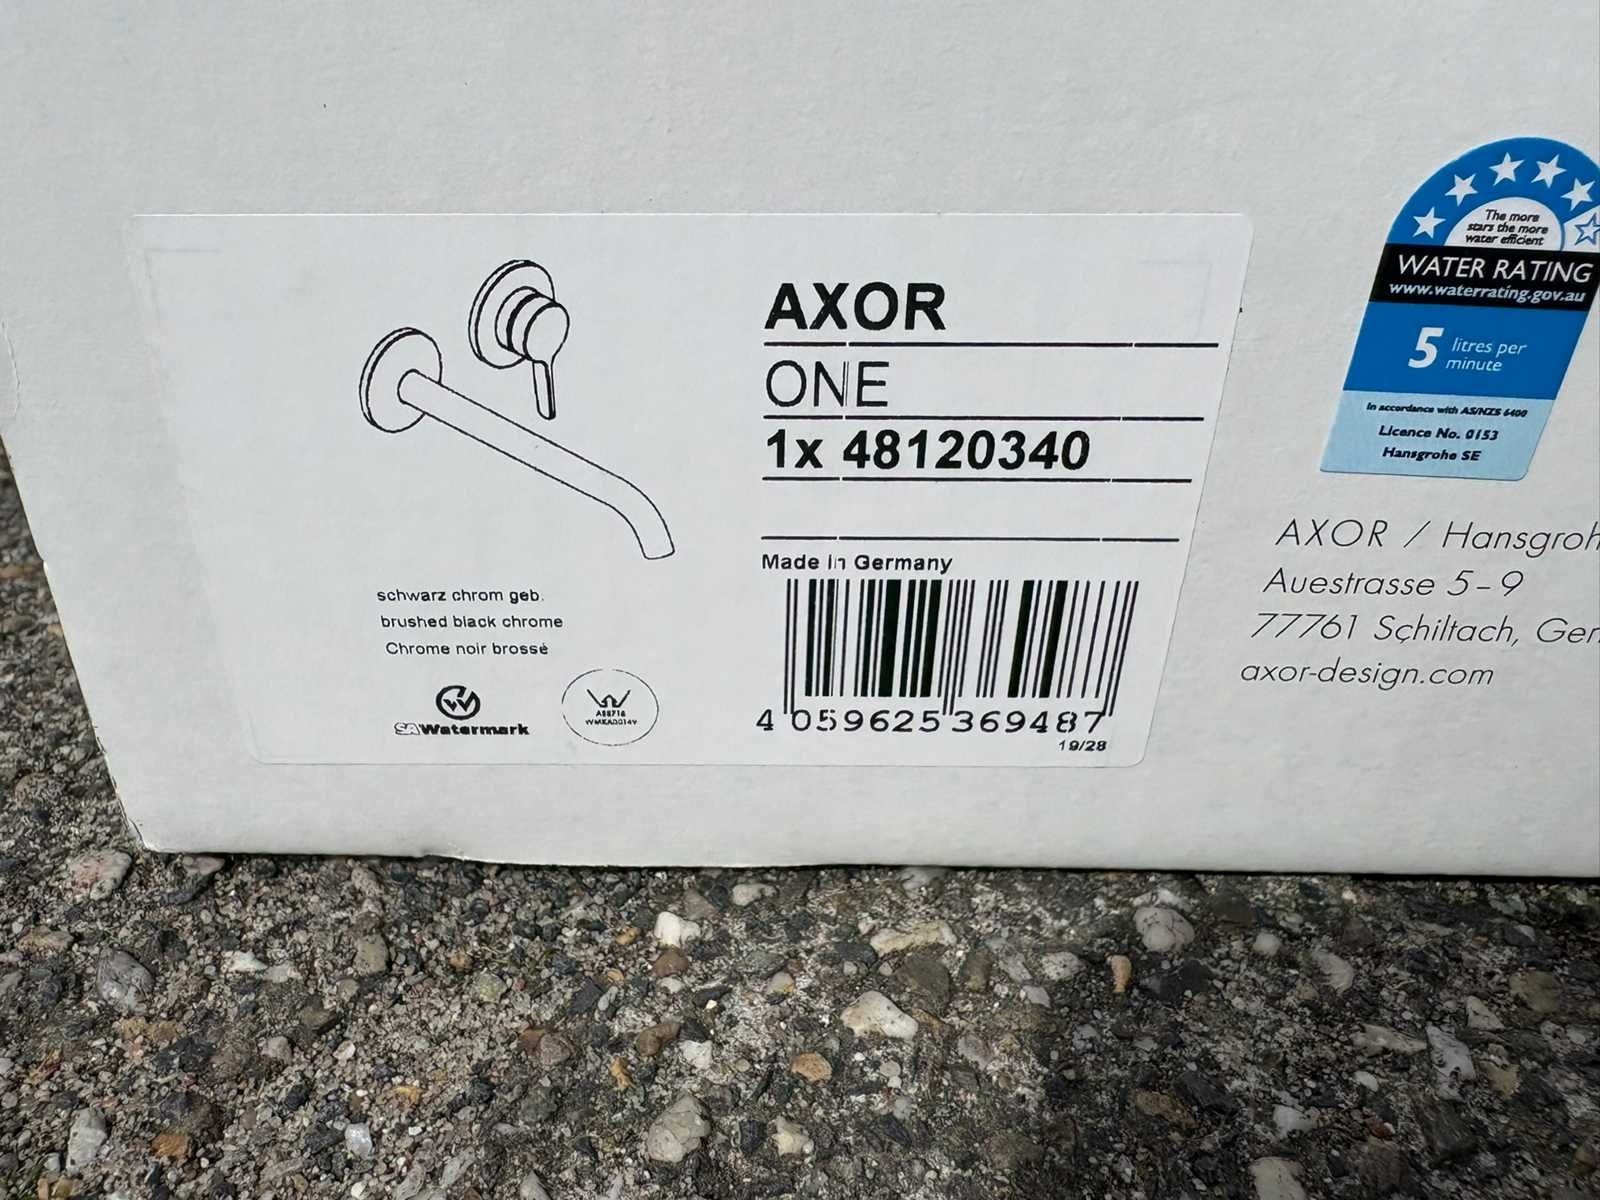 AXOR
ONE
1x 48120340
Made in Germany
4 059625 369487
19/28
schwarz chrom geb.
brushed black chrome
Chrome noir brossé
SAWatermark
The more
stars the more
water efficient
WATER RATING
www.waterrating.gov.au
5 litres per
minute
In accordance with AS/NZS 6400
Licence No. 0153
Hansgrohe SE
AXOR / Hansgroh
Auestrasse 5-9
77761 Schiltach, Ger
axor-design.com